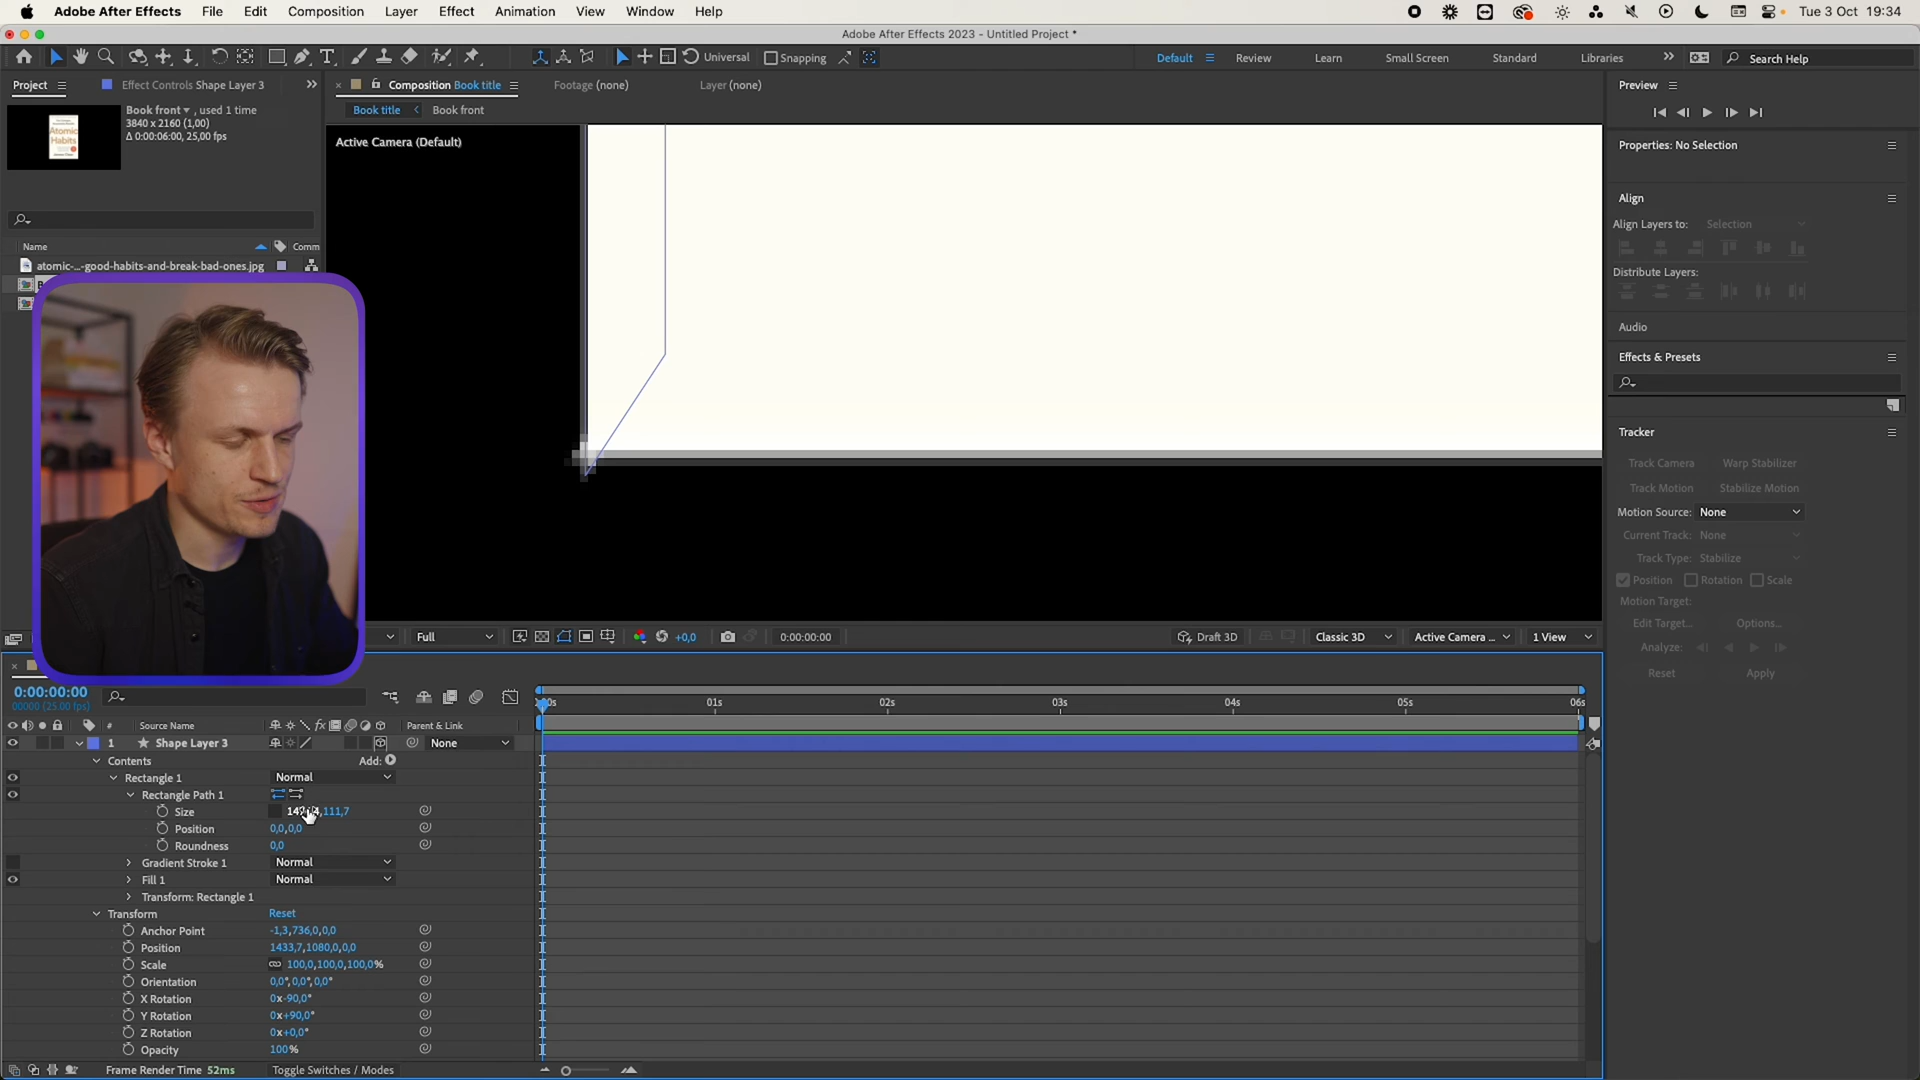 Adobe After Effects File Edit Composition Layer Effect Animation View Window Help Tue 3 Oct 19:34
Adobe After Effects 2023 - Untitled Project *
Universal Snapping Default Review Learn Small Screen Standard Libraries Search Help
Project Effect Controls Shape Layer 3 Composition Book title Footage (none) Layer (none) Preview
Book front , used 1 time
3840 x 2160 (1,00)
Δ 0:00:06:00, 25,00 fps
Atomic
Habits
Book title Book front
Active Camera (Default)
Properties: No Selection
Align
Align Layers to: Selection
Name Comm
atomic-...-good-habits-and-break-bad-ones.jpg
Distribute Layers:
Audio
Effects & Presets
Tracker
Track Camera Warp Stabilizer
Track Motion Stabilize Motion
Motion Source: None
Current Track: None
Track Type: Stabilize
Position Rotation Scale
Motion Target:
Edit Target... Options...
Analyze:
Reset Apply
Full +0,0 0:00:00:00 Draft 3D Classic 3D Active Camera ... 1 View
0:00:00:00
00000 (25.00 fps)
01s 02s 03s 04s 05s 06s
# Source Name Parent & Link
1 Shape Layer 3 None
Contents Add:
Rectangle 1 Normal
Rectangle Path 1
Size ,111,7
Position 0,0,0,0
Roundness 0,0
Gradient Stroke 1 Normal
Fill 1 Normal
Transform: Rectangle 1
Transform Reset
Anchor Point -1,3,736,0,0,0
Position 1433,7,1080,0,0,0
Scale 100,0,100,0,100,0%
Orientation 0,0°,0,0°,0,0°
X Rotation 0x-90,0°
Y Rotation 0x+90,0°
Z Rotation 0x+0,0°
Opacity 100%
Frame Render Time 52ms Toggle Switches / Modes